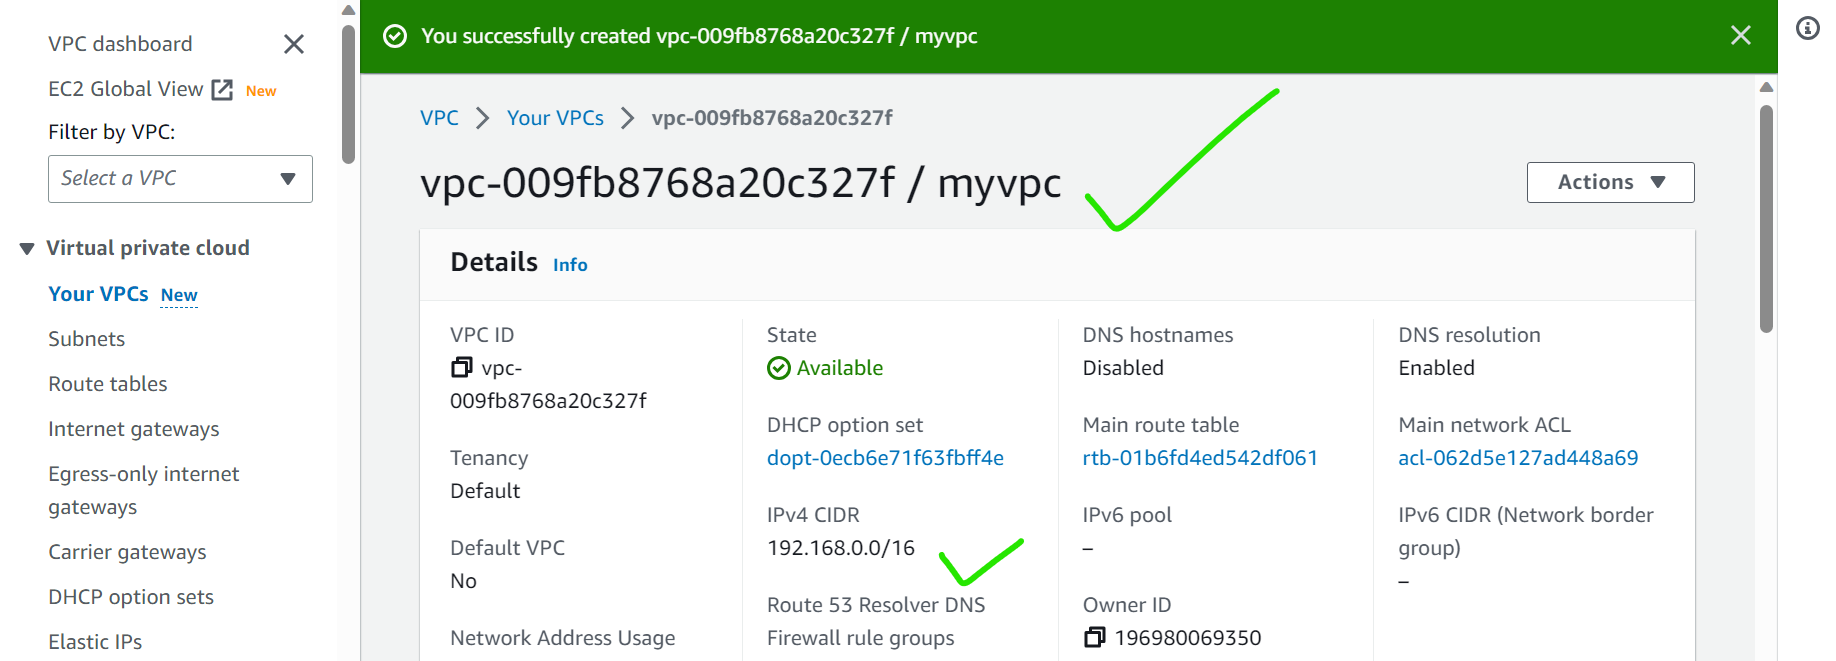 VPC dashboard
EC2 Global View New
Filter by VPC:
Select a VPC
Virtual private cloud
Your VPCs New
Subnets
Route tables
Internet gateways
Egress-only internet
gateways
Carrier gateways
DHCP option sets
Elastic IPs
You successfully created vpc-009fb8768a20c327f / myvpc
VPC > Your VPCs > vpc-009fb8768a20c327f
vpc-009fb8768a20c327f / myvpc
Actions
Details Info
VPC ID
vpc-
009fb8768a20c327f
Tenancy
Default
Default VPC
No
Network Address Usage
State
Available
DHCP option set
dopt-0ecb6e71f63fbff4e
IPv4 CIDR
192.168.0.0/16
Route 53 Resolver DNS
Firewall rule groups
DNS hostnames
Disabled
Main route table
rtb-01b6fd4ed542df061
IPv6 pool
–
Owner ID
196980069350
DNS resolution
Enabled
Main network ACL
acl-062d5e127ad448a69
IPv6 CIDR (Network border
group)
–